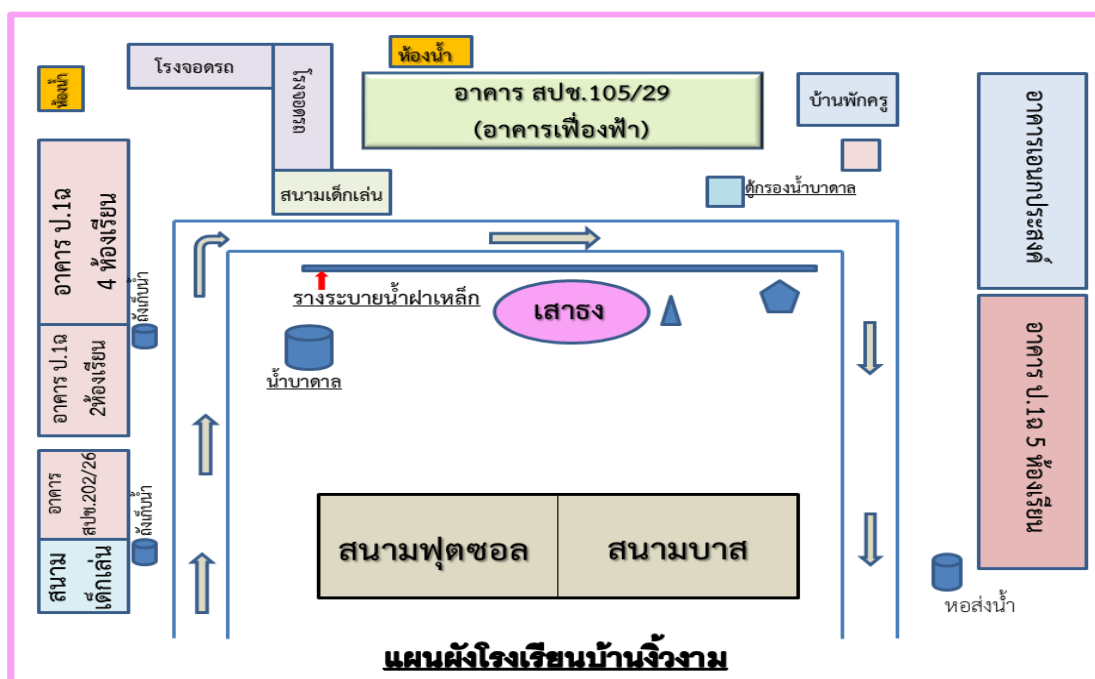 ห้องน้ำ
โรงจอดรถ
โรงจอดรถ
ห้องน้ำ
อาคาร สปช.105/29
(อาคารเฟื่องฟ้า)
บ้านพักครู
อาคารเอนกประสงค์
สนามเด็กเล่น
ตู้กรองน้ำบาดาล
อาคาร ป.1ฉ
4 ห้องเรียน
ถังเก็บน้ำ
รางระบายน้ำฝาเหล็ก
เสาธง
น้ำบาดาล
อาคาร ป.1ฉ
2ห้องเรียน
อาคาร ป.1ฉ 5 ห้องเรียน
อาคาร
สปช.202/26
ถังเก็บน้ำ
สนาม
เด็กเล่น
สนามฟุตซอล
สนามบาส
หอส่งน้ำ
แผนผังโรงเรียนบ้านงิ้วงาม